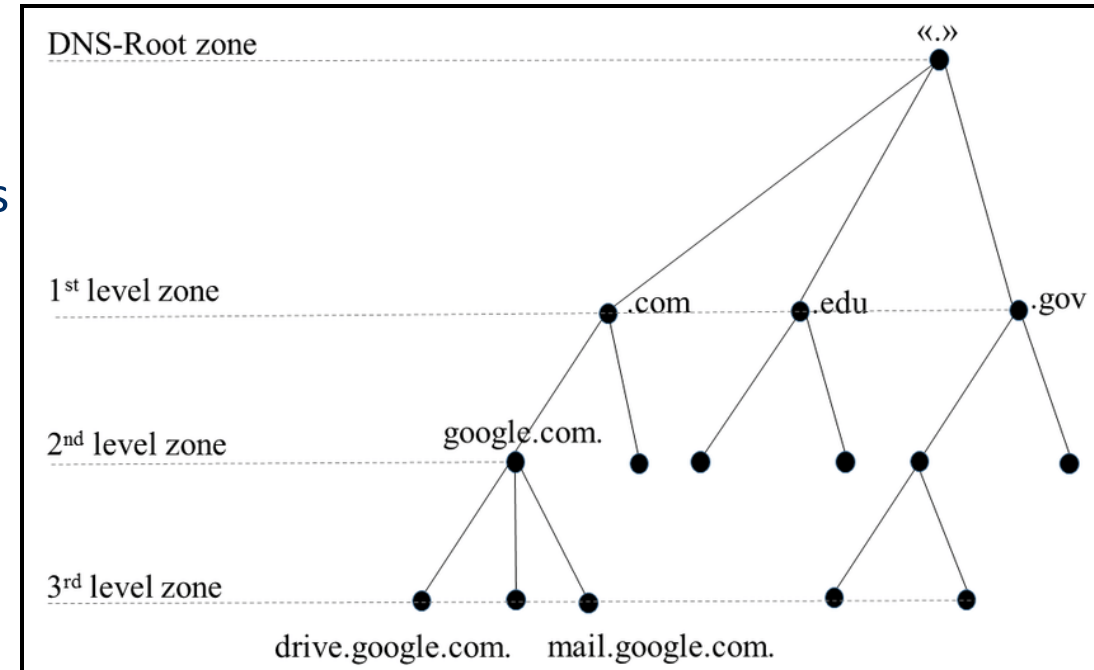 DNS-Root zone
«.»
s
1st level zone
.com
.edu
.gov
2nd level zone
google.com.
3rd level zone
drive.google.com.
mail.google.com.